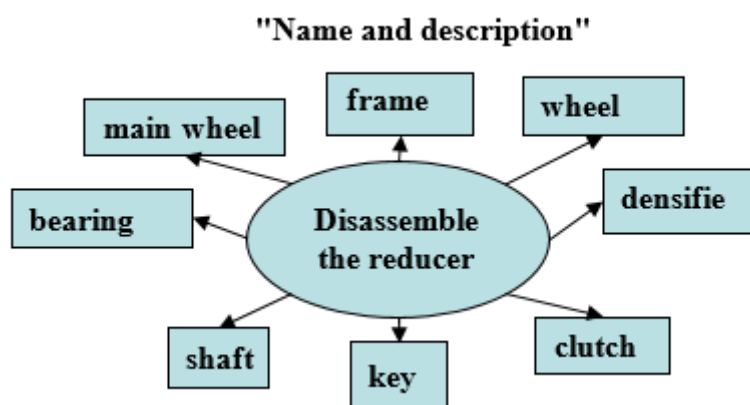 "Name and description"
frame
wheel
main wheel
densifie
bearing
Disassemble
the reducer
shaft
key
clutch